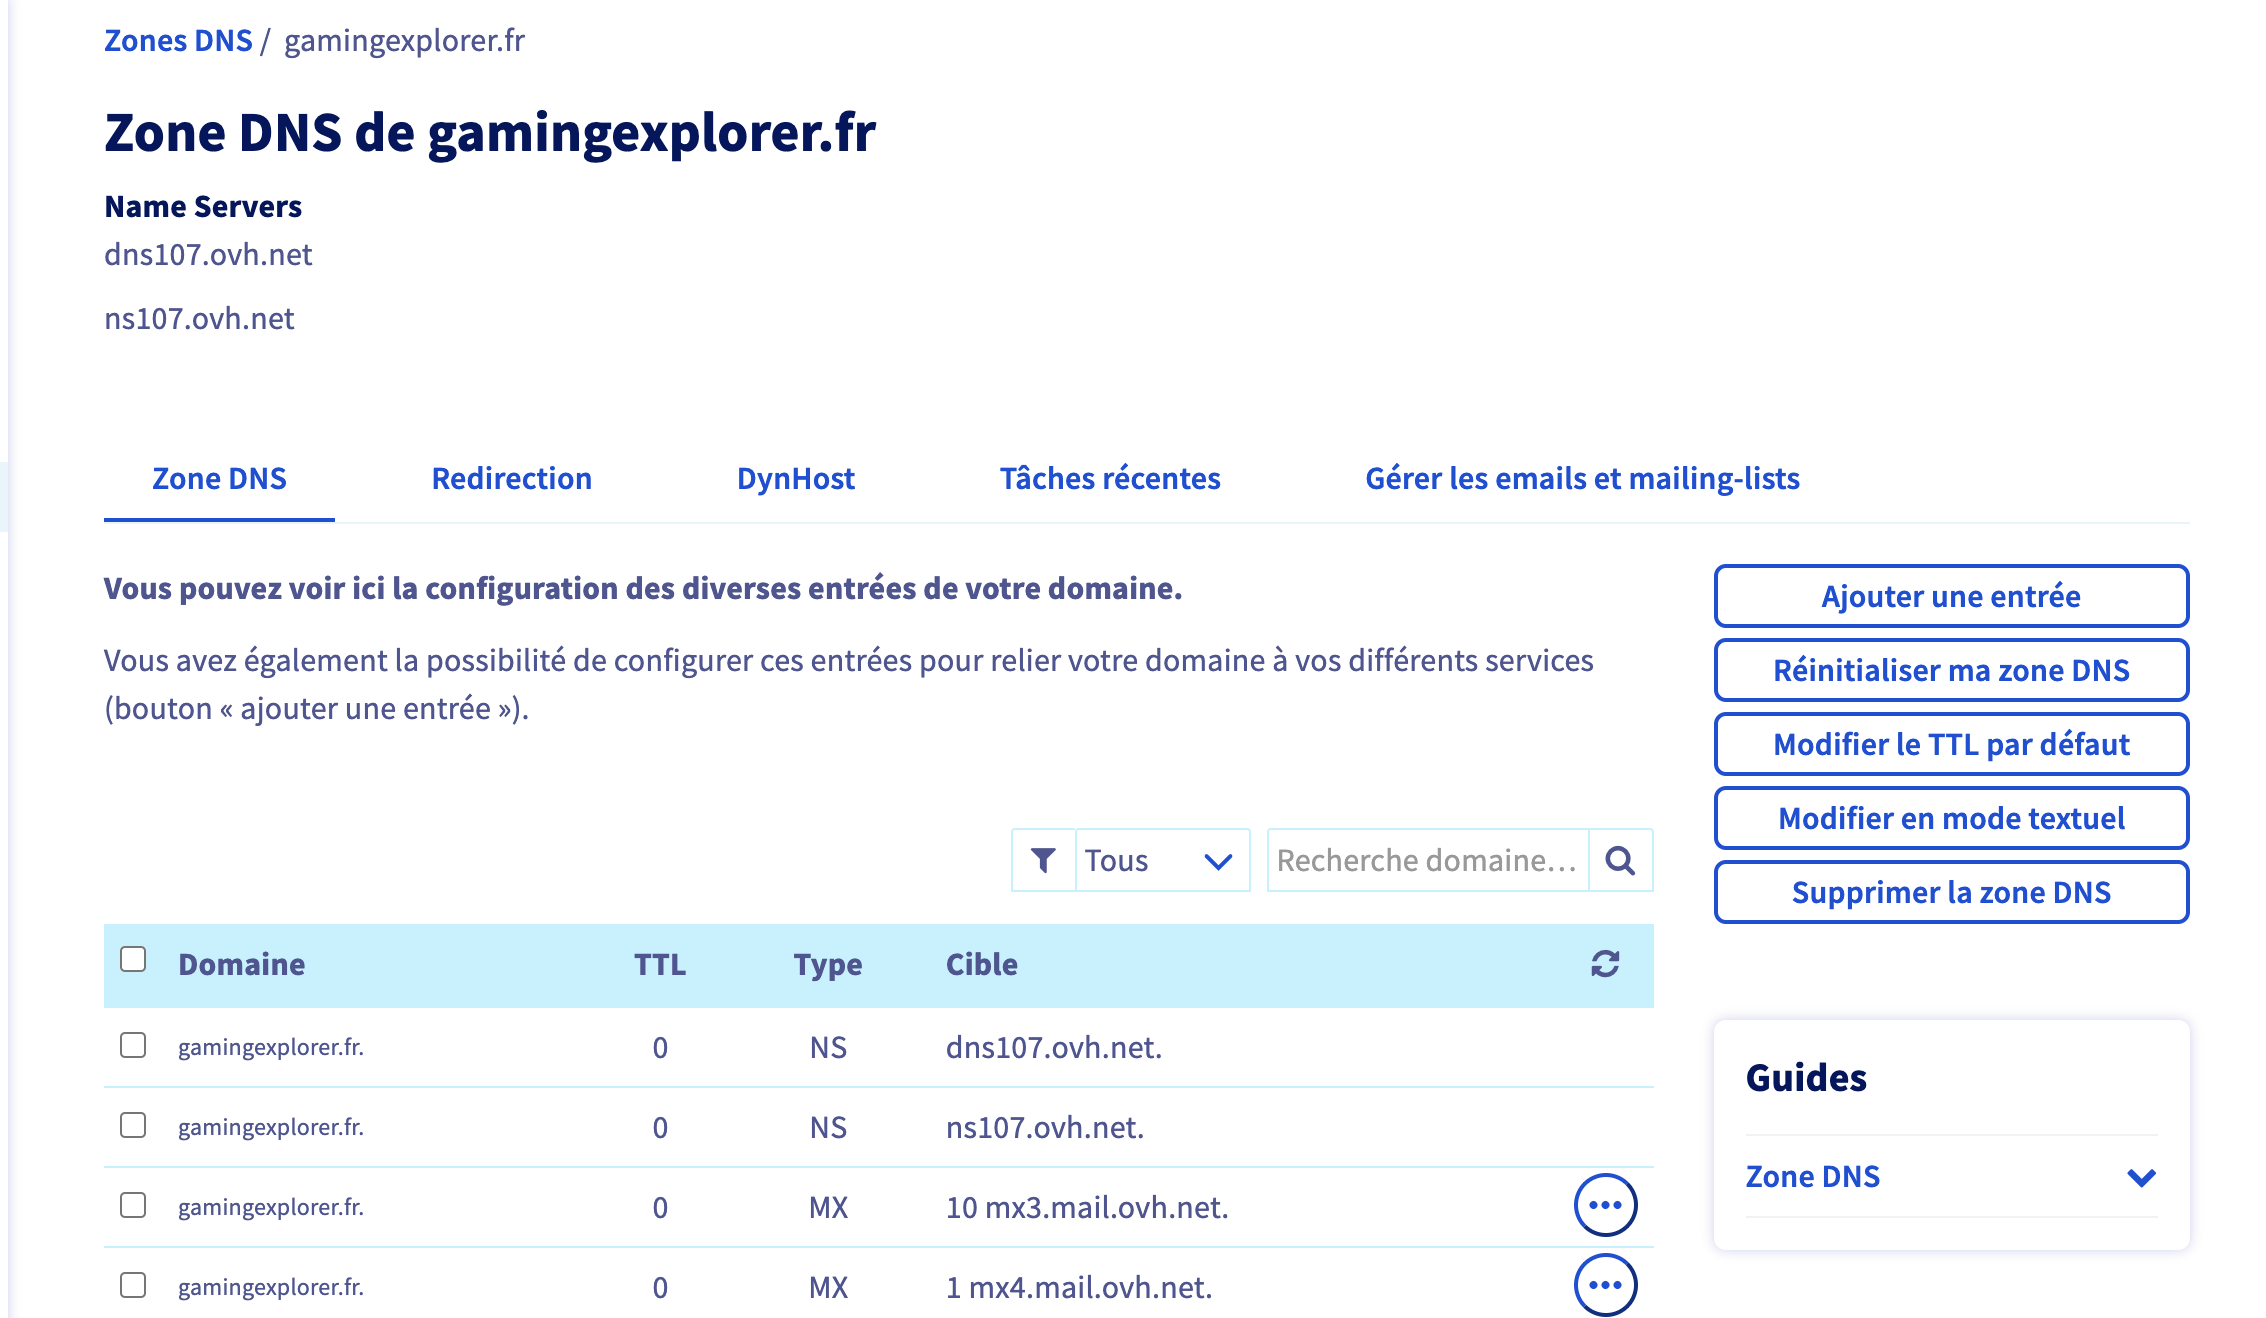 Zones DNS / gamingexplorer.fr
Zone DNS de gamingexplorer.fr
Name Servers
dns107.ovh.net
ns107.ovh.net
Zone DNS Redirection DynHost Tâches récentes Gérer les emails et mailing-lists
Vous pouvez voir ici la configuration des diverses entrées de votre domaine.
Vous avez également la possibilité de configurer ces entrées pour relier votre domaine à vos différents services
(bouton « ajouter une entrée »).
Ajouter une entrée
Réinitialiser ma zone DNS
Modifier le TTL par défaut
Modifier en mode textuel
Supprimer la zone DNS
Tous Recherche domaine...
Domaine TTL Type Cible
gamingexplorer.fr. 0 NS dns107.ovh.net.
gamingexplorer.fr. 0 NS ns107.ovh.net.
gamingexplorer.fr. 0 MX 10 mx3.mail.ovh.net.
gamingexplorer.fr. 0 MX 1 mx4.mail.ovh.net.
Guides
Zone DNS